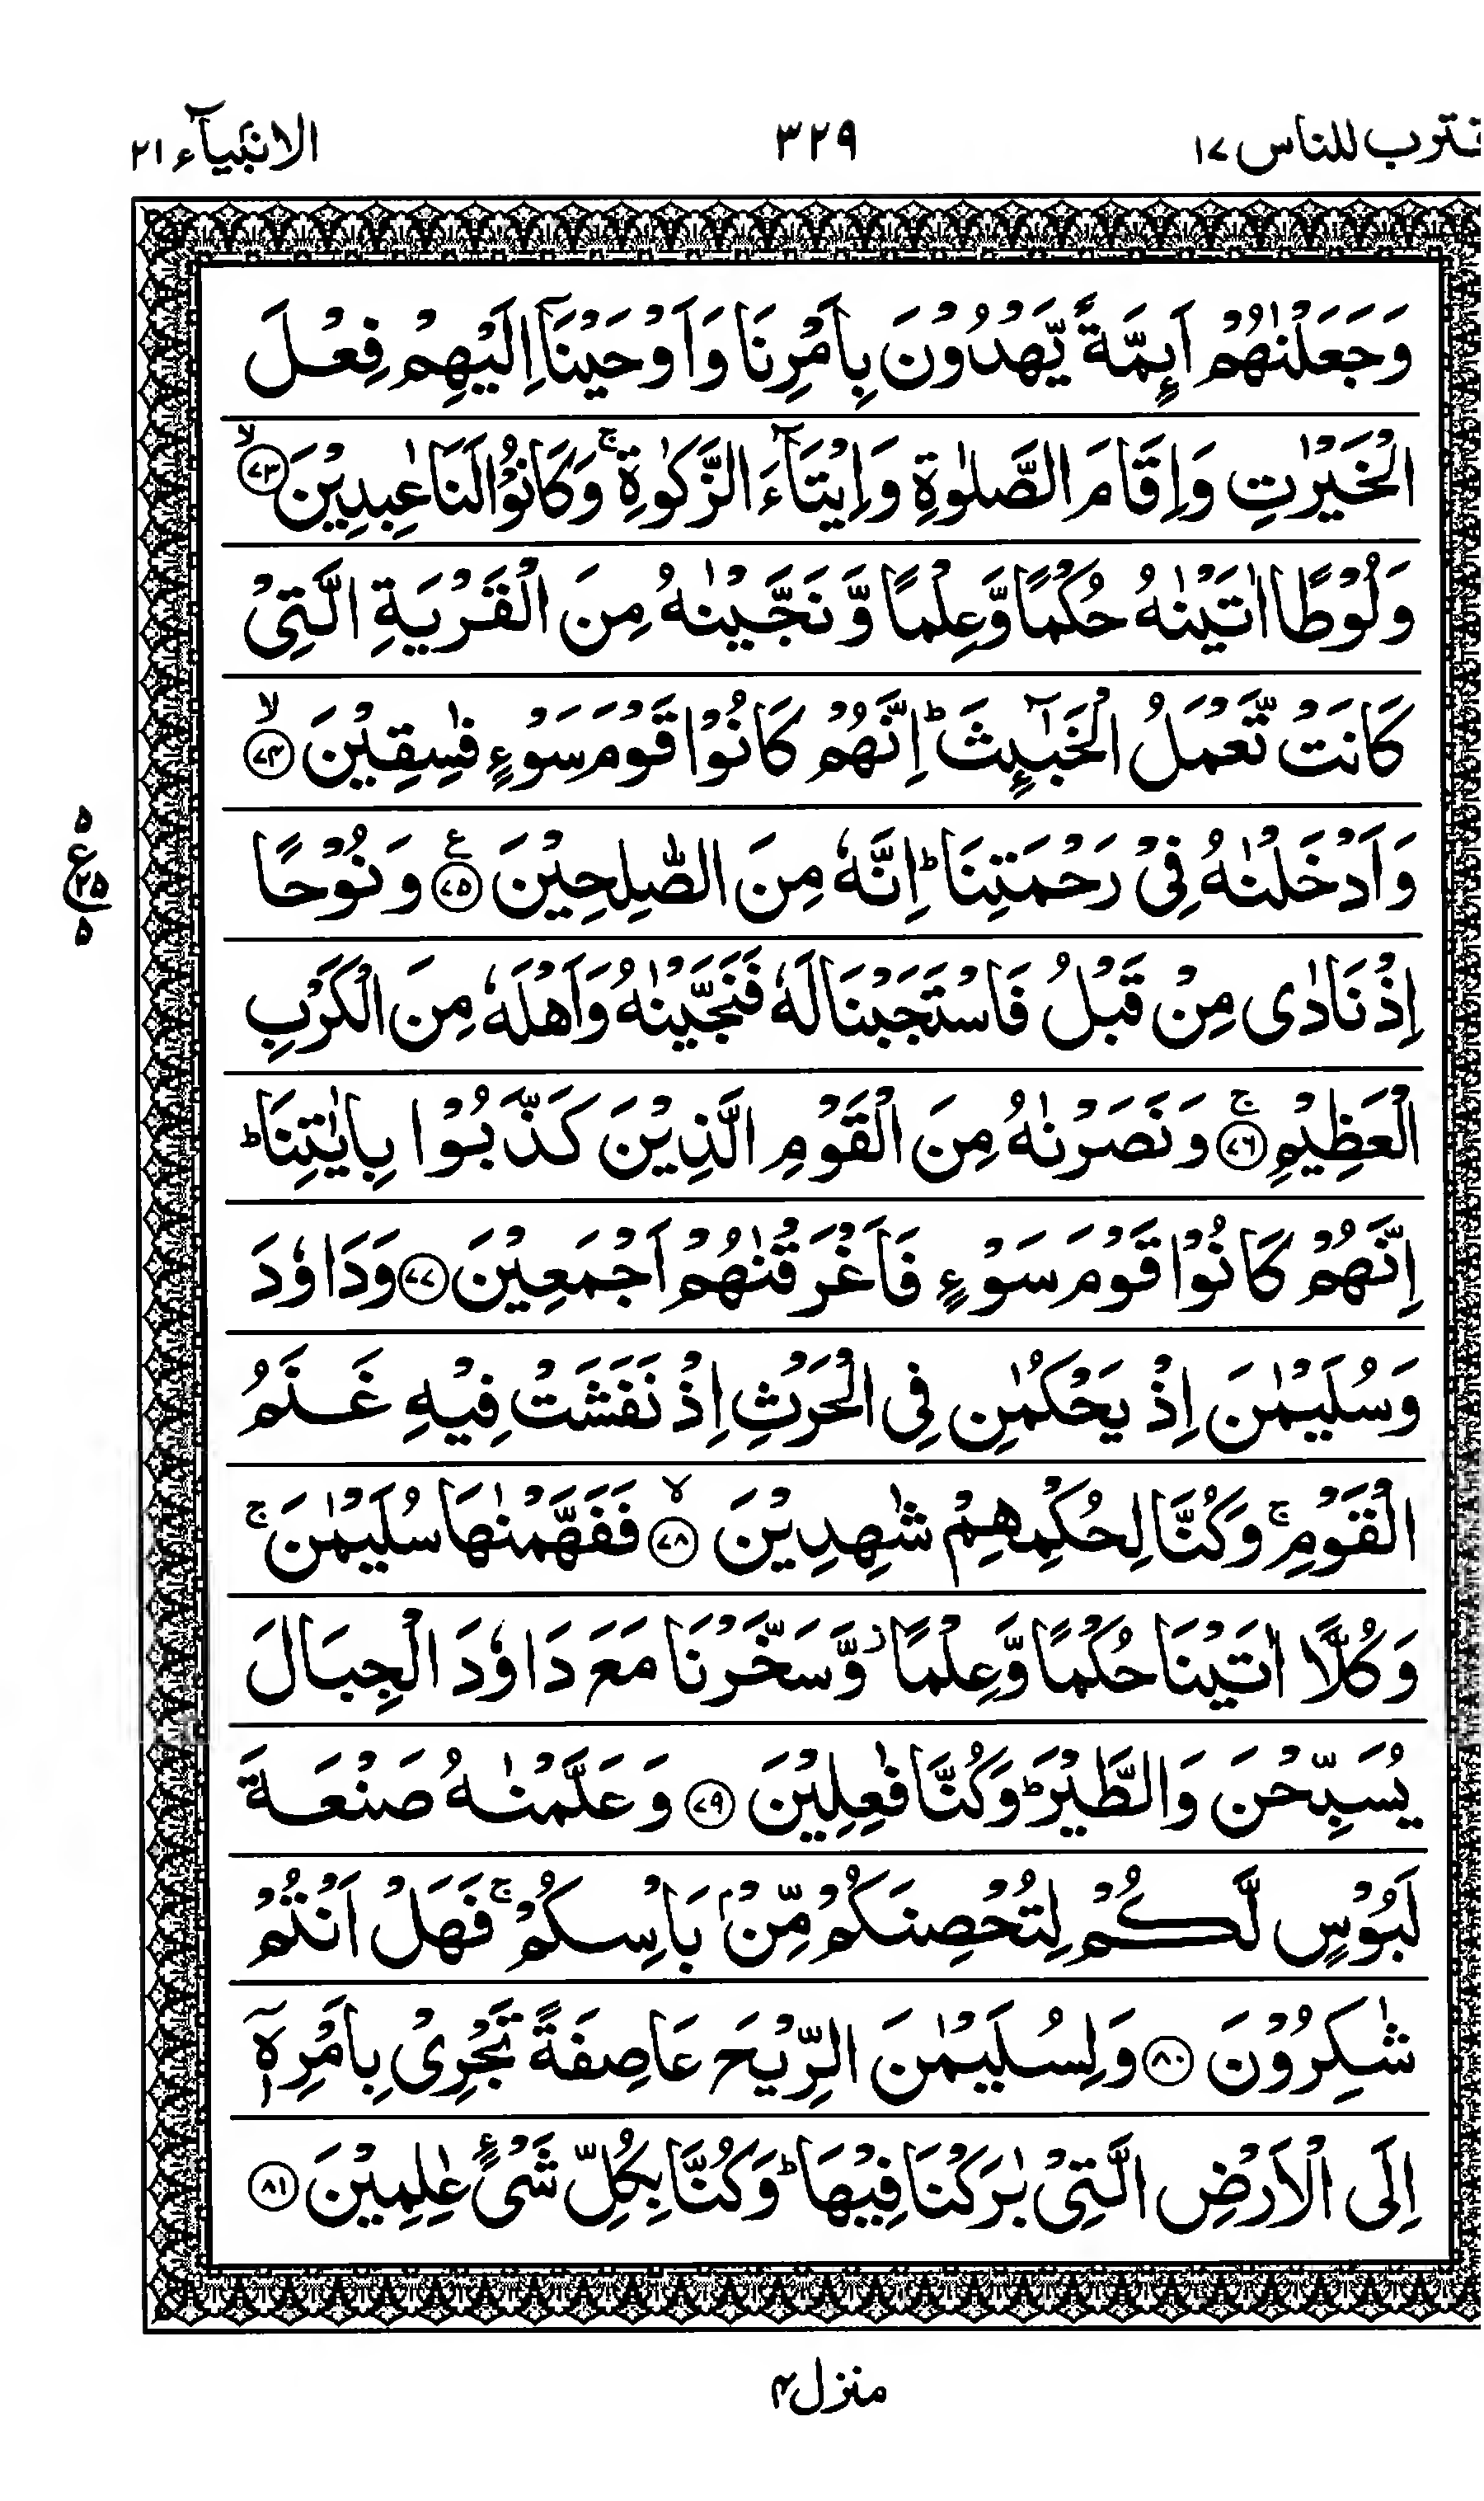 تترب للناس ١٧ ٣٢٩ الانبيآء ٢١
وَجَعَلْنٰهُمْ اَىِٕمَّةً يَّهْدُوْنَ بِاَمْرِنَا وَاَوْحَيْنَآ اِلَيْهِمْ فِعْلَ
الْخَيْرٰتِ وَاِقَامَ الصَّلٰوةِ وَاِيْتَآءَ الزَّكٰوةِ ۚ وَكَانُوْا لَنَا عٰبِدِيْنَ ۙ﴿٧٣﴾
وَلُوْطًا اٰتَيْنٰهُ حُكْمًا وَّعِلْمًا وَّ نَجَّيْنٰهُ مِنَ الْقَرْيَةِ الَّتِيْ
كَانَتْ تَّعْمَلُ الْخَبٰٓىِٕثَ ؕ اِنَّهُمْ كَانُوْا قَوْمَ سَوْءٍ فٰسِقِيْنَ ۙ﴿٧٤﴾
وَاَدْخَلْنٰهُ فِيْ رَحْمَتِنَا ؕ اِنَّهٗ مِنَ الصّٰلِحِيْنَ ﴿٧٥﴾ ع وَ نُوْحًا
٥ ع ٢٥ ٥
اِذْ نَادٰى مِنْ قَبْلُ فَاسْتَجَبْنَا لَهٗ فَنَجَّيْنٰهُ وَاَهْلَهٗ مِنَ الْكَرْبِ
الْعَظِيْمِ ۚ﴿٧٦﴾ وَ نَصَرْنٰهُ مِنَ الْقَوْمِ الَّذِيْنَ كَذَّبُوْا بِاٰيٰتِنَا ؕ
اِنَّهُمْ كَانُوْا قَوْمَ سَوْءٍ فَاَغْرَقْنٰهُمْ اَجْمَعِيْنَ ﴿٧٧﴾ وَدَاوٗدَ
وَسُلَيْمٰنَ اِذْ يَحْكُمٰنِ فِى الْحَرْثِ اِذْ نَفَشَتْ فِيْهِ غَنَمُ
الْقَوْمِ ۚ وَكُنَّا لِحُكْمِهِمْ شٰهِدِيْنَ ۙ﴿٧٨﴾ فَفَهَّمْنٰهَا سُلَيْمٰنَ ۚ
وَكُلًّا اٰتَيْنَا حُكْمًا وَّعِلْمًا ؗ وَّسَخَّرْنَا مَعَ دَاوٗدَ الْجِبَالَ
يُسَبِّحْنَ وَالطَّيْرَ ؕ وَكُنَّا فٰعِلِيْنَ ﴿٧٩﴾ وَعَلَّمْنٰهُ صَنْعَةَ
لَبُوْسٍ لَّكُمْ لِتُحْصِنَكُمْ مِّنْۢ بَاْسِكُمْ ۚ فَهَلْ اَنْتُمْ
شٰكِرُوْنَ ﴿٨٠﴾ وَلِسُلَيْمٰنَ الرِّيْحَ عَاصِفَةً تَجْرِيْ بِاَمْرِهٖٓ
اِلَى الْاَرْضِ الَّتِيْ بٰرَكْنَا فِيْهَا ؕ وَكُنَّا بِكُلِّ شَيْءٍ عٰلِمِيْنَ ﴿٨١﴾
منزل ٤